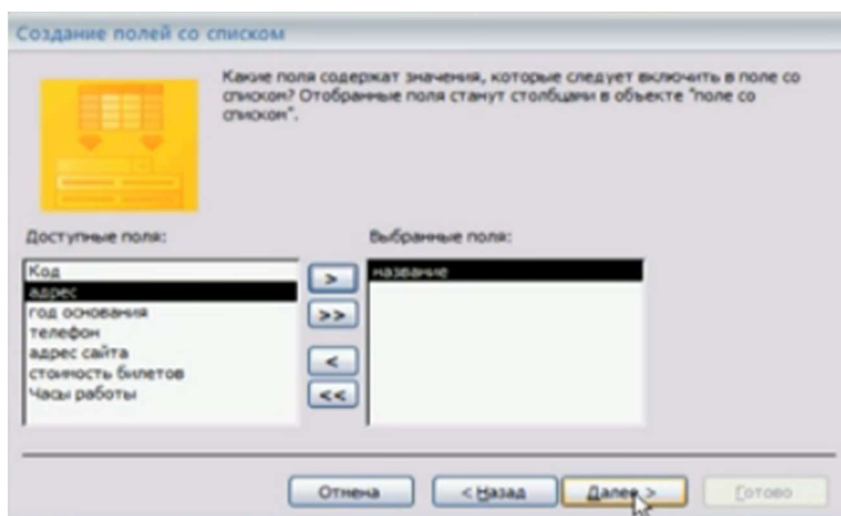 Создание полей со списком
Какие поля содержат значения, которые следует включить в поле со
списком? Отобранные поля станут столбцами в объекте "поле со
списком".
Доступные поля:
Выбранные поля:
Код
адрес
год основания
телефон
адрес сайта
стоимость билетов
Часы работы
>
>>
<
<<
название
Отмена
< Назад
Далее >
Готово